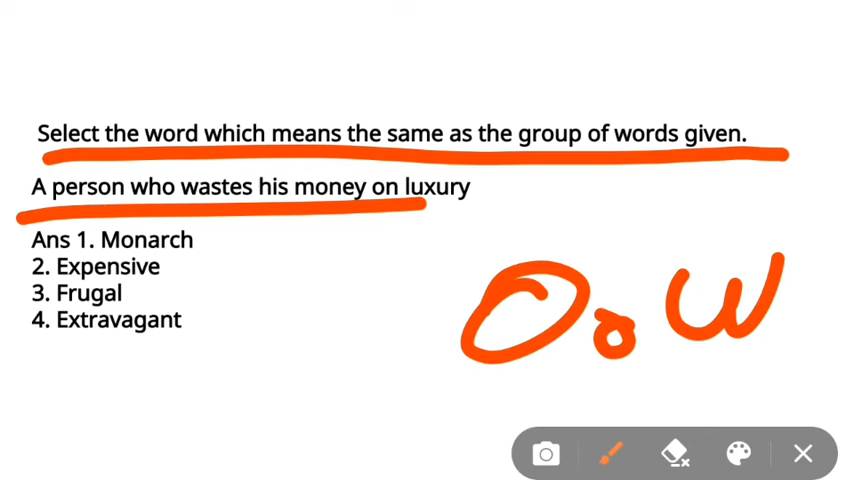 Select the word which means the same as the group of words given.
A person who wastes his money on luxury
Ans 1. Monarch
2. Expensive
3. Frugal
4. Extravagant
O.W